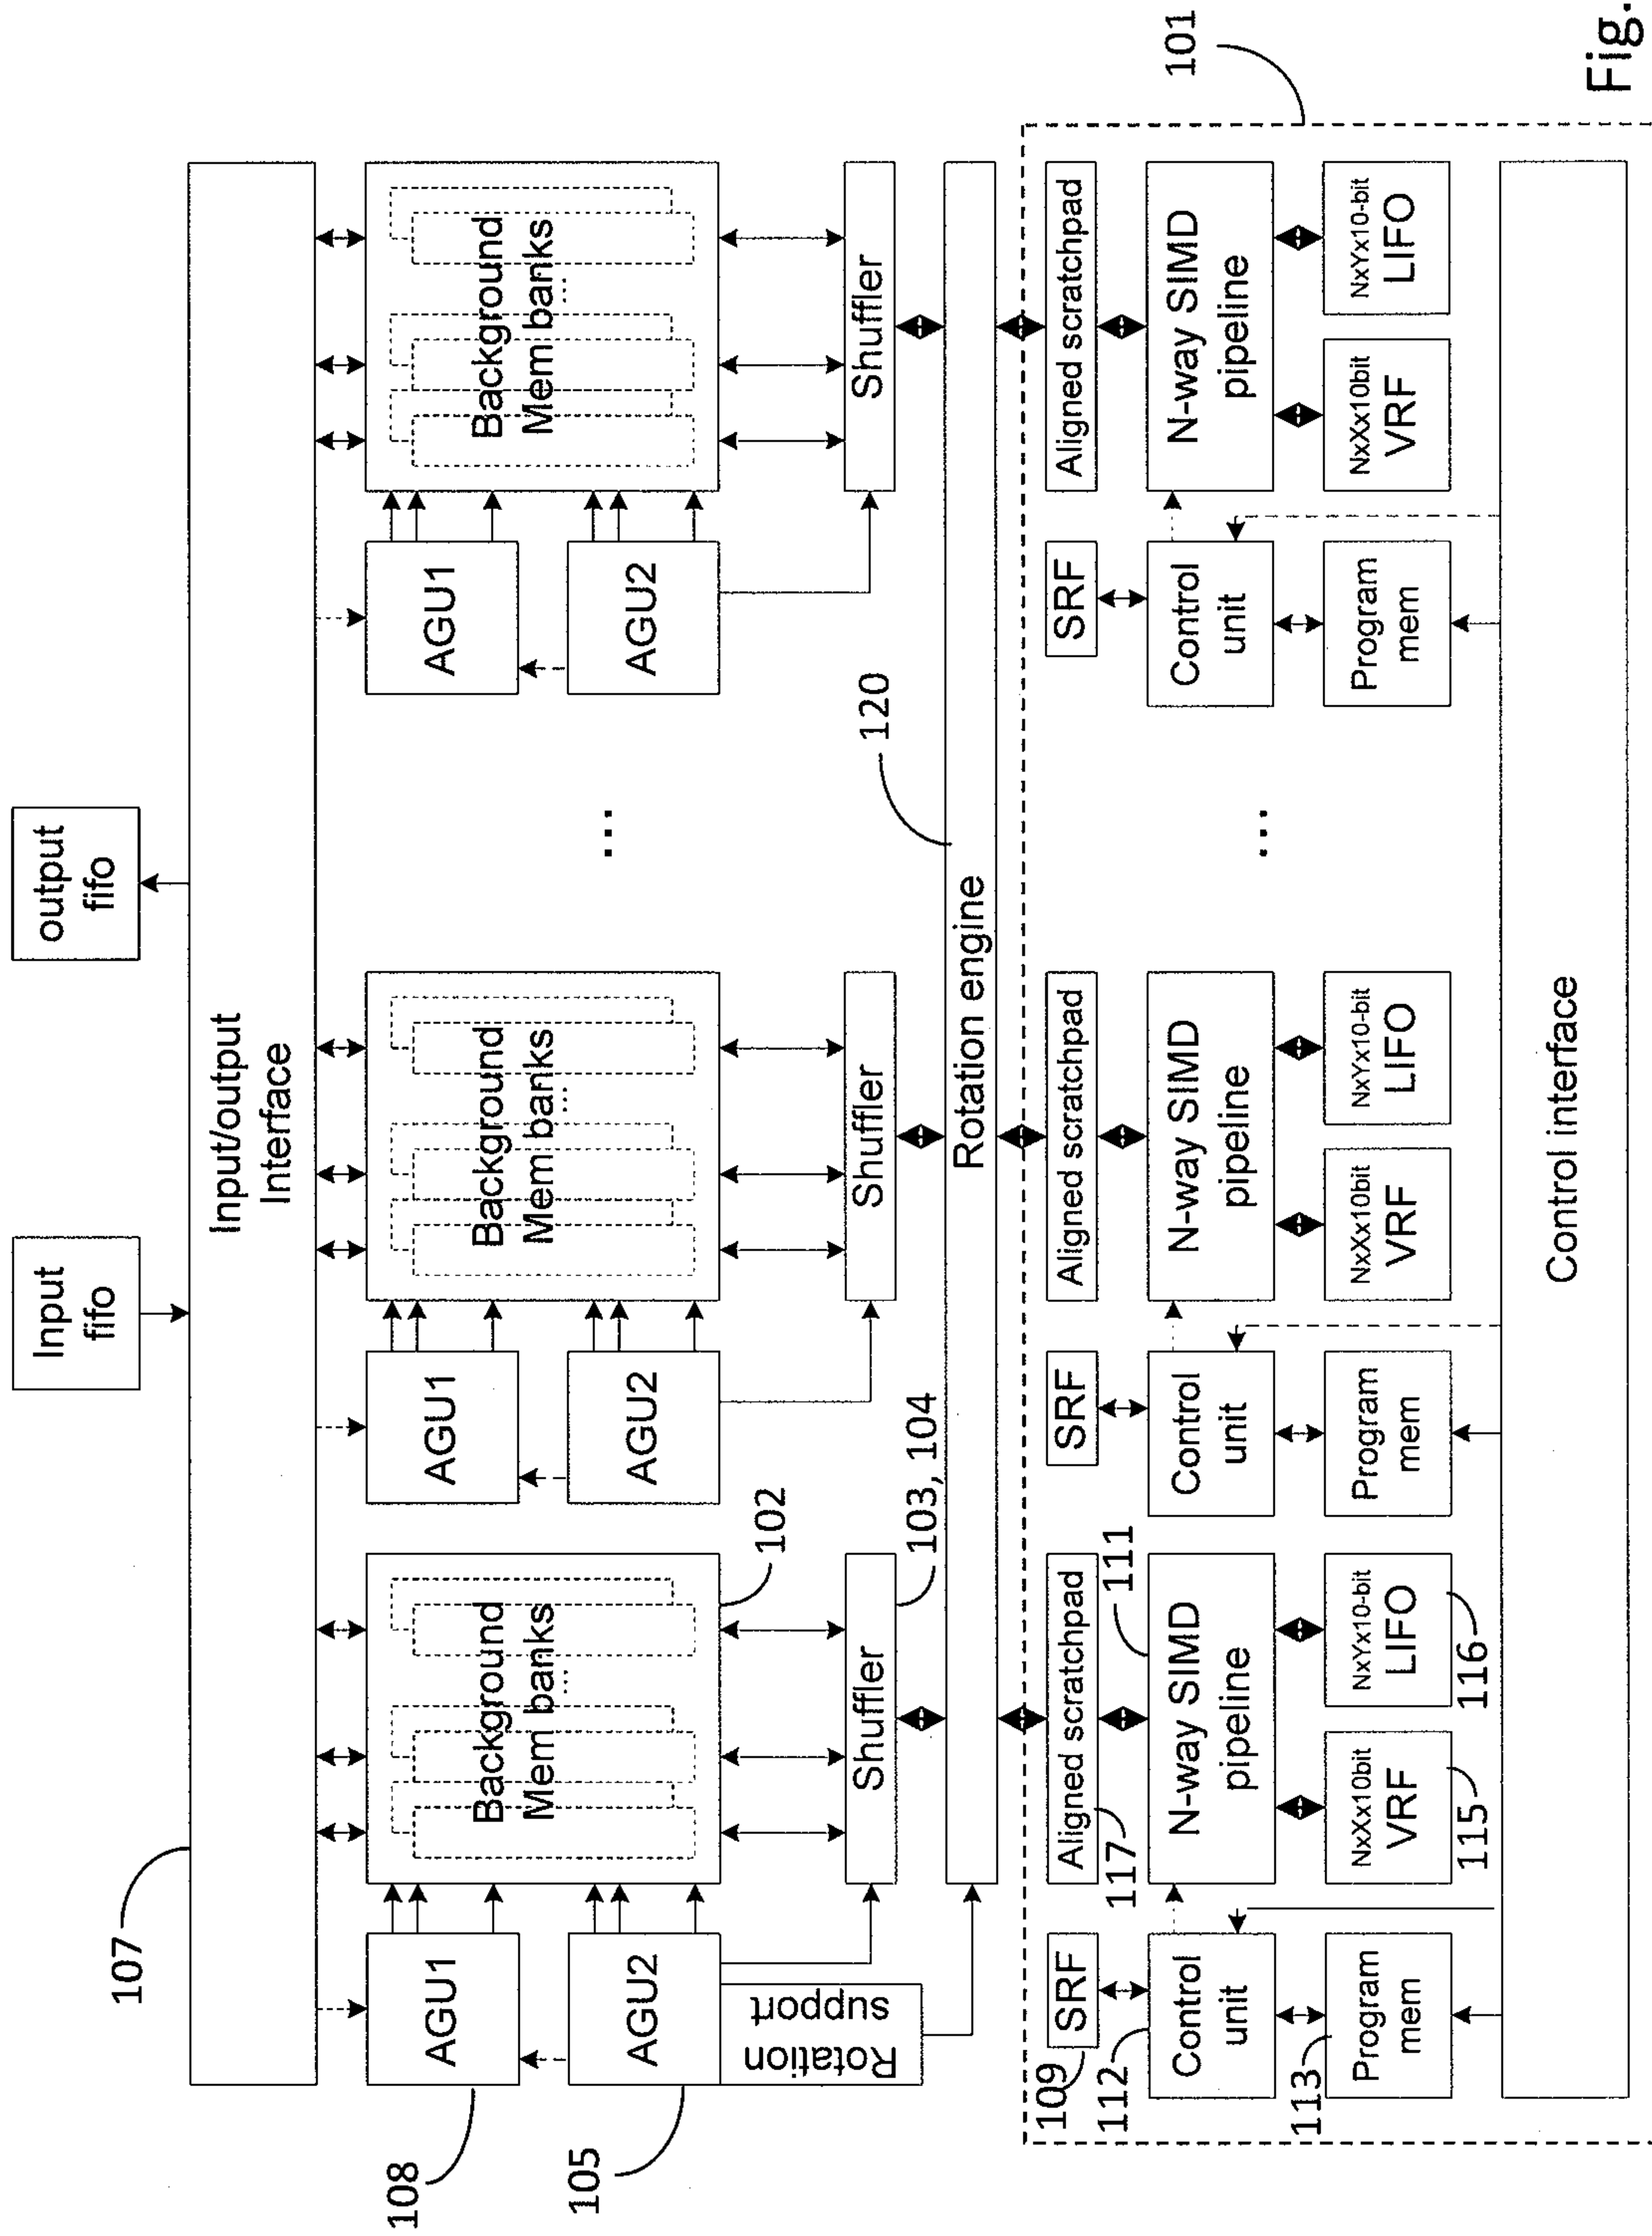 Input
fifo
output
fifo
107
Input/output
Interface
108
AGU1
Background
Mem banks
...
AGU1
Background
Mem banks
...
AGU1
Background
Mem banks
...
105
AGU2
102
AGU2
...
AGU2
Rotation
support
Shuffler
103, 104
Shuffler
Shuffler
120
Rotation engine
101
109
SRF
Aligned scratchpad
117
SRF
Aligned scratchpad
SRF
Aligned scratchpad
112
Control
unit
N-way SIMD
pipeline
111
Control
unit
N-way SIMD
pipeline
...
Control
unit
N-way SIMD
pipeline
113
Program
mem
NxXx10bit
VRF
115
NxYx10-bit
LIFO
116
Program
mem
NxXx10bit
VRF
NxYx10-bit
LIFO
Program
mem
NxXx10bit
VRF
NxYx10-bit
LIFO
Control interface
Fig.